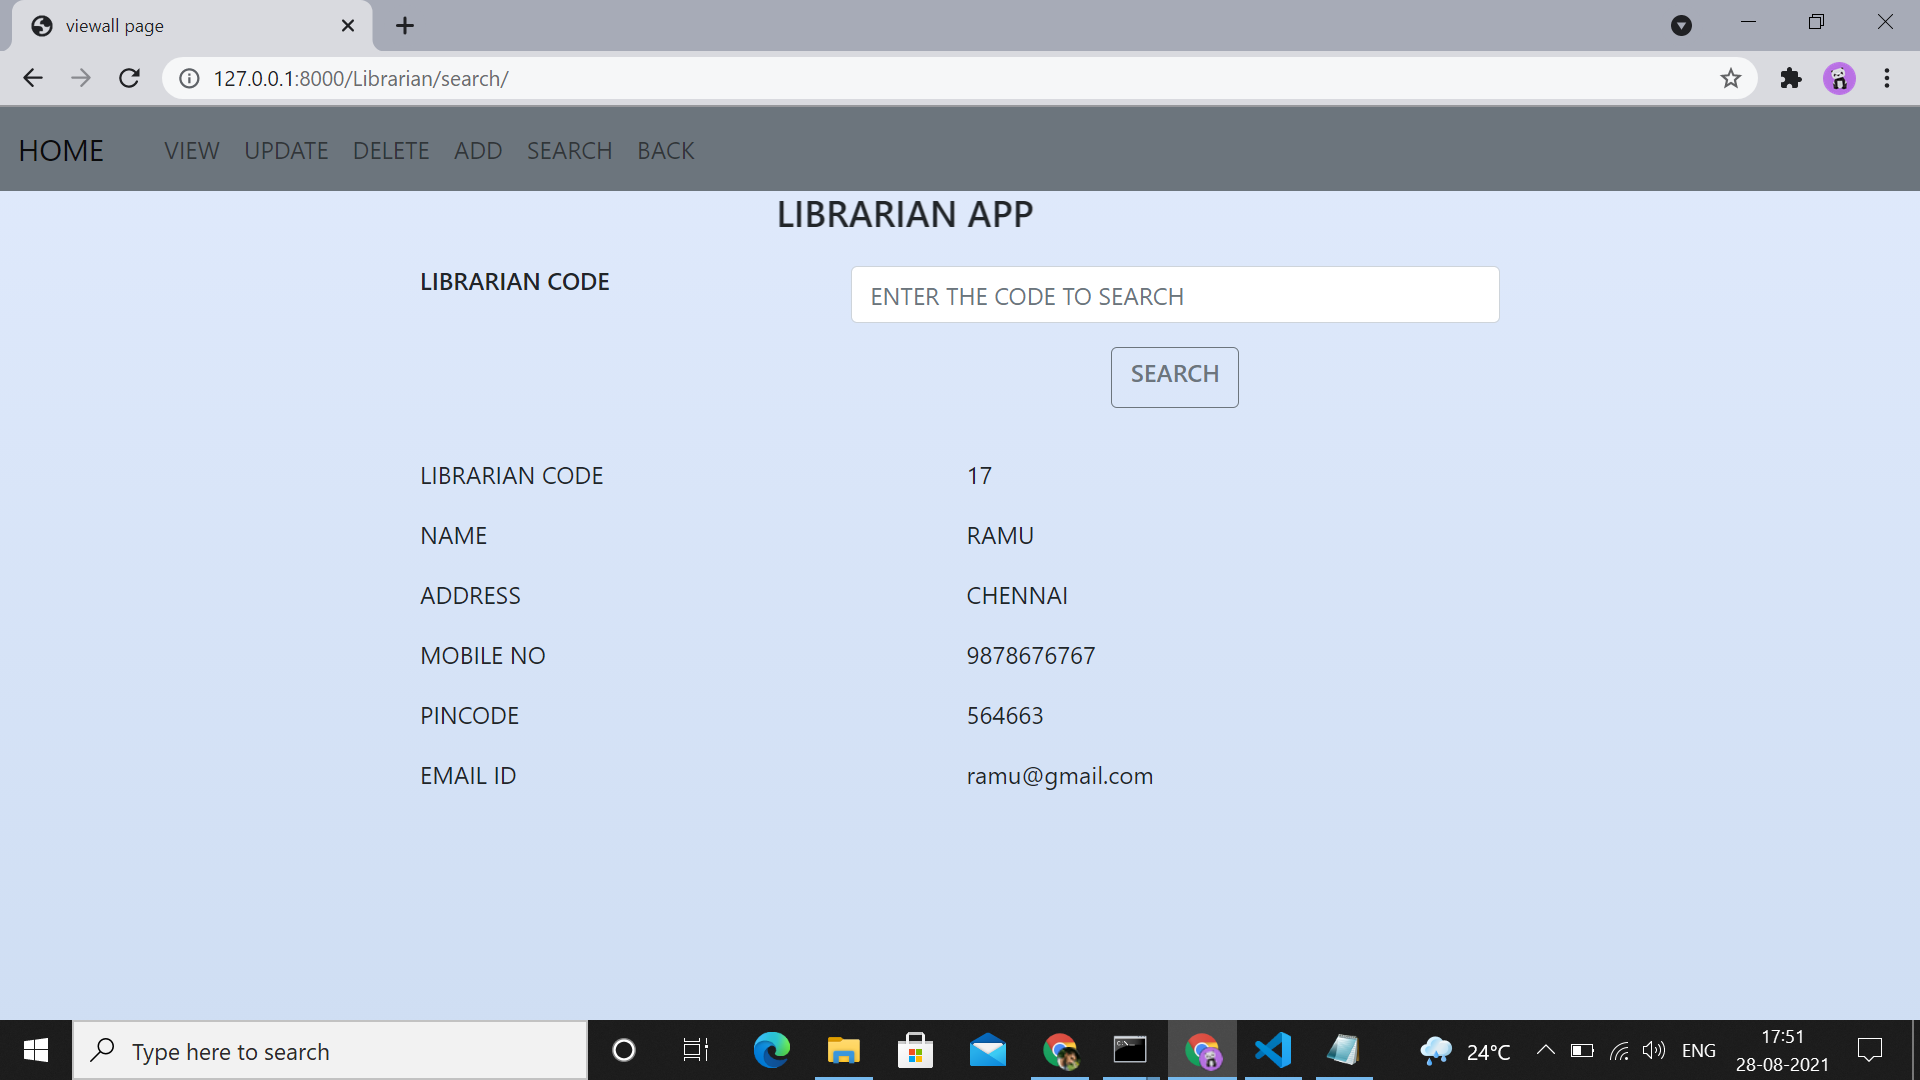 viewall page
127.0.0.1:8000/Librarian/search/
HOME VIEW UPDATE DELETE ADD SEARCH BACK
LIBRARIAN APP
LIBRARIAN CODE ENTER THE CODE TO SEARCH
SEARCH
LIBRARIAN CODE 17
NAME RAMU
ADDRESS CHENNAI
MOBILE NO 9878676767
PINCODE 564663
EMAIL ID ramu@gmail.com
Type here to search 24°C ENG 17:51
28-08-2021